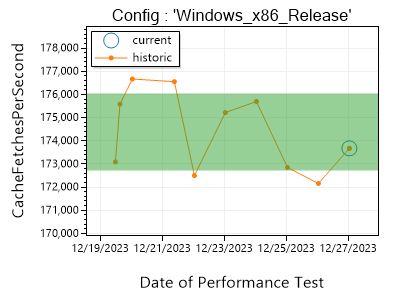 Config : 'Windows_x86_Release'
current
historic
178,000
177,000
176,000
175,000
174,000
173,000
172,000
171,000
170,000
CacheFetchesPerSecond
12/19/2023 12/21/2023 12/23/2023 12/25/2023 12/27/2023
Date of Performance Test